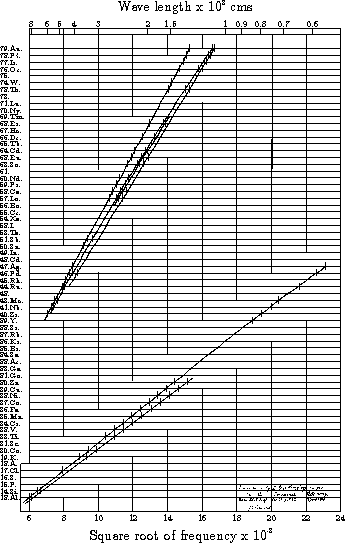 Wave length x 10⁸ cms
8 6 5 4 3 2 1.5 1 0.9 0.8 0.7 0.6
79. Au.
77. Ir.
76. Os.
75.
74. W.
73. Ta.
72.
71. Lu.
70. Ny.
69. Tm.
68. Er.
67. Ho.
66. Ds.
65. Tb.
64. Gd.
63. Eu.
62. Sa.
61.
60. Nd.
59. Pr.
58. Ce.
57. La.
56. Ba.
55. Cs.
54. Xe.
53. I.
52. Te.
51. Sb.
50. Sn.
49. In.
48. Cd.
47. Ag.
46. Pd.
45. Rh.
44. Ru.
43.
42. Mo.
41. Nb.
40. Zr.
39. Y.
38. Sr.
37. Rb.
36. Kr.
35. Br.
34. Se.
33. As.
32. Ge.
31. Ga.
30. Zn.
29. Cu.
28. Ni.
27. Co.
26. Fe.
25. Mn.
24. Cr.
23. V.
22. Ti.
21. Sc.
20. Ca.
19. K.
18. A.
17. Cl.
16. S.
15. P.
14. Si.
13. Al.
6 8 10 12 14 16 18 20 22 24
Square root of frequency x 10⁻⁸